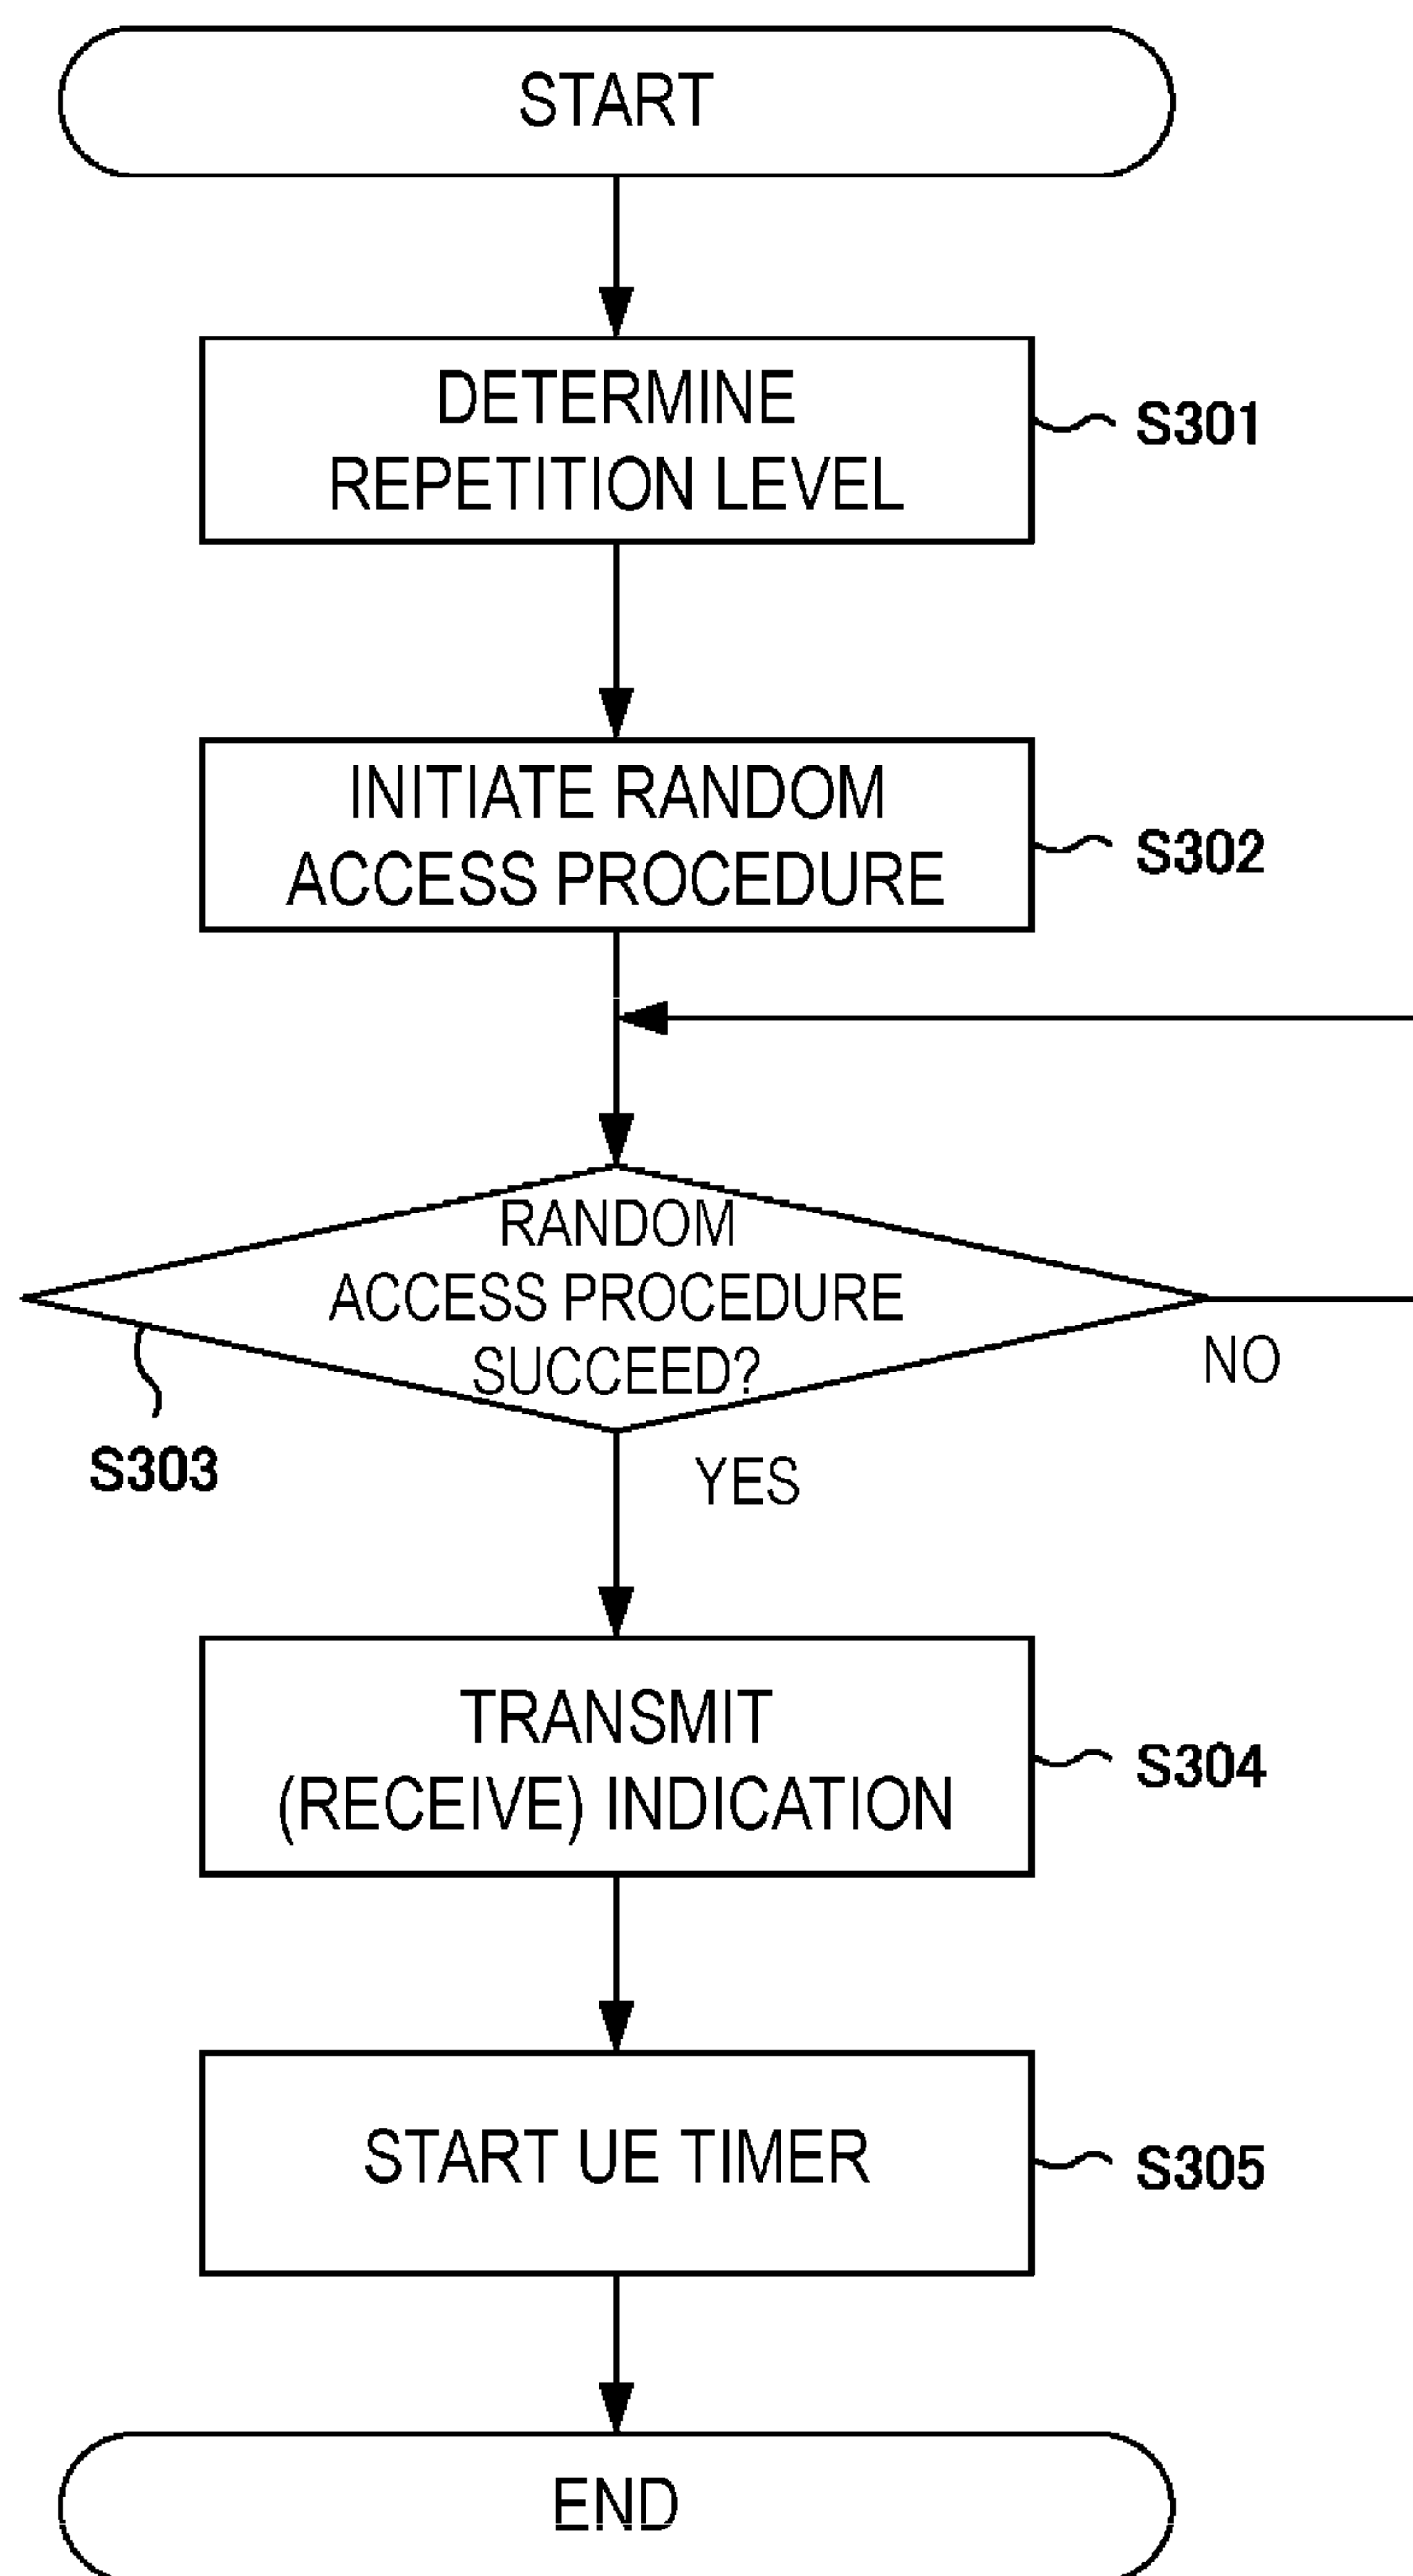 START
DETERMINE
REPETITION LEVEL
S301
INITIATE RANDOM
ACCESS PROCEDURE
S302
RANDOM
ACCESS PROCEDURE
SUCCEED?
NO
S303
YES
TRANSMIT
(RECEIVE) INDICATION
S304
START UE TIMER
S305
END